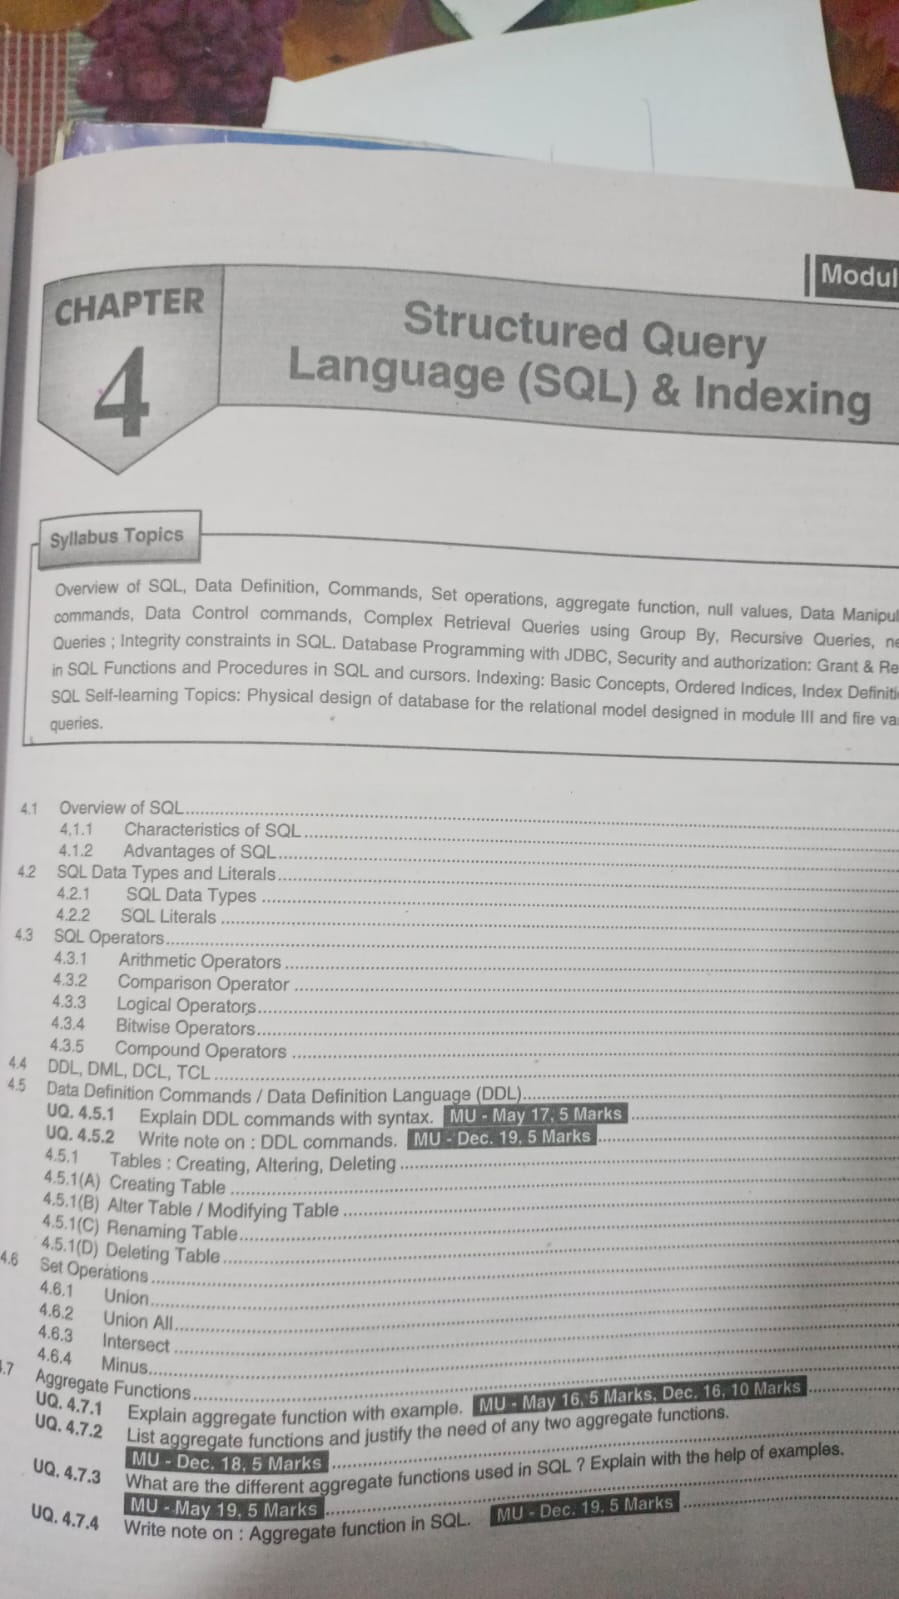 Modul
CHAPTER
4
Structured Query
Language (SQL) & Indexing
Syllabus Topics
Overview of SQL, Data Definition, Commands, Set operations, aggregate function, null values, Data Manipul
commands, Data Control commands, Complex Retrieval Queries using Group By, Recursive Queries, ne
Queries ; Integrity constraints in SQL. Database Programming with JDBC, Security and authorization: Grant & Re
in SQL Functions and Procedures in SQL and cursors. Indexing: Basic Concepts, Ordered Indices, Index Definiti
SQL Self-learning Topics: Physical design of database for the relational model designed in module III and fire va
queries.
4.1 Overview of SQL
4.1.1 Characteristics of SQL
4.1.2 Advantages of SQL
4.2 SQL Data Types and Literals
4.2.1 SQL Data Types
4.2.2 SQL Literals
4.3 SQL Operators
4.3.1 Arithmetic Operators
4.3.2 Comparison Operator
4.3.3 Logical Operators
4.3.4 Bitwise Operators
4.3.5 Compound Operators
4.4 DDL, DML, DCL, TCL
4.5 Data Definition Commands / Data Definition Language (DDL)
UQ. 4.5.1 Explain DDL commands with syntax. MU - May 17, 5 Marks
UQ. 4.5.2 Write note on : DDL commands. MU - Dec. 19, 5 Marks
4.5.1 Tables : Creating, Altering, Deleting
4.5.1(A) Creating Table
4.5.1(B) Alter Table / Modifying Table
4.5.1(C) Renaming Table
4.5.1(D) Deleting Table
4.6 Set Operations
4.6.1 Union
4.6.2 Union All
4.6.3 Intersect
4.6.4 Minus
4.7 Aggregate Functions
UQ. 4.7.1 Explain aggregate function with example. MU - May 16, 5 Marks, Dec. 16, 10 Marks
UQ. 4.7.2 List aggregate functions and justify the need of any two aggregate functions.
MU - Dec. 18, 5 Marks
UQ. 4.7.3 What are the different aggregate functions used in SQL ? Explain with the help of examples.
MU - May 19, 5 Marks
UQ. 4.7.4 Write note on : Aggregate function in SQL. MU - Dec. 19, 5 Marks